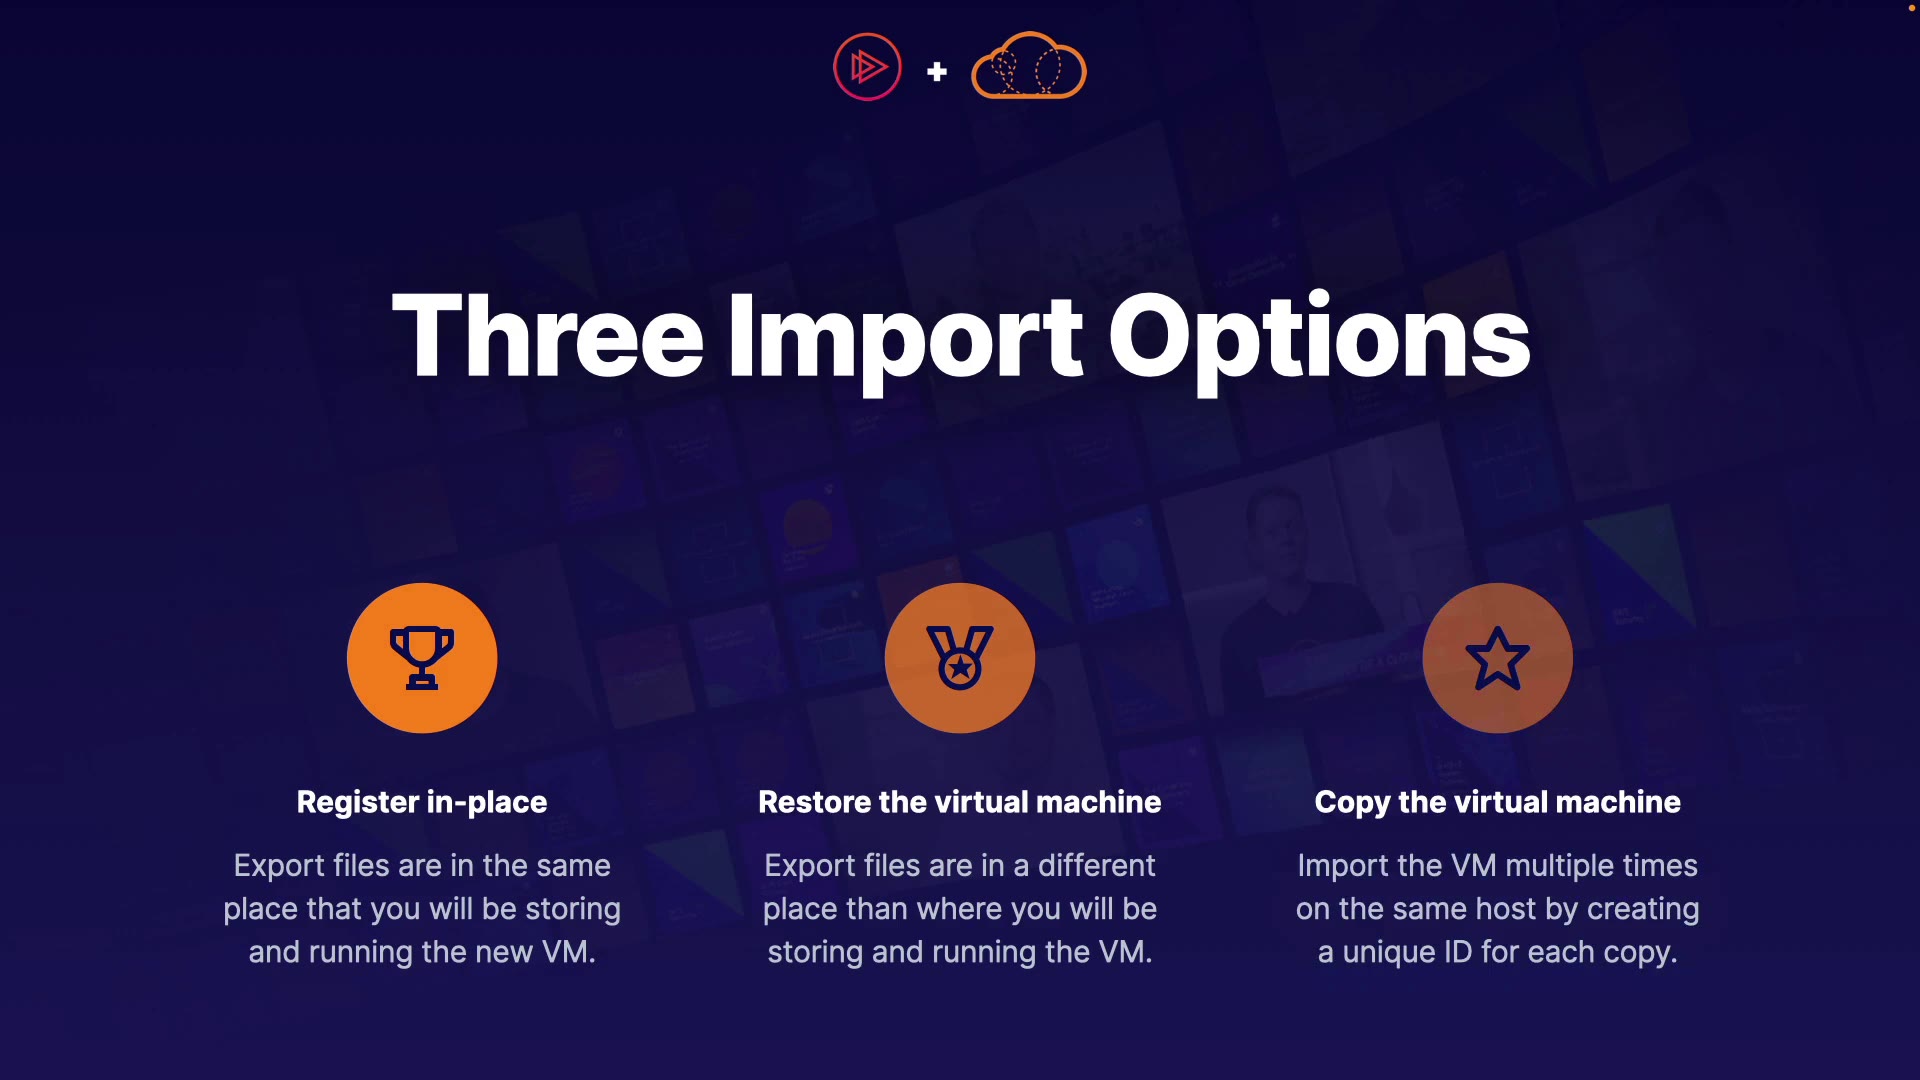 Three Import Options
Register in-place
Export files are in the same
place that you will be storing
and running the new VM.
Restore the virtual machine
Export files are in a different
place than where you will be
storing and running the VM.
Copy the virtual machine
Import the VM multiple times
on the same host by creating
a unique ID for each copy.